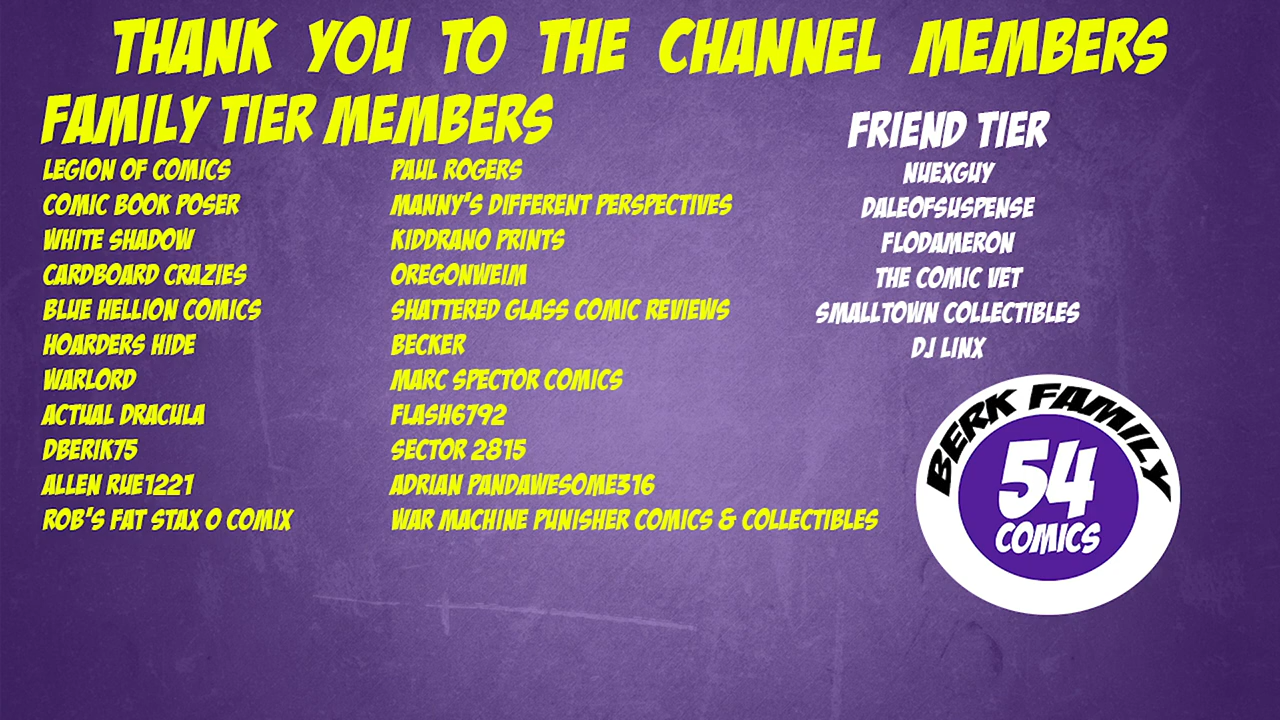 THANK YOU TO THE CHANNEL MEMBERS
FAMILY TIER MEMBERS
LEGION OF COMICS
COMIC BOOK POSER
WHITE SHADOW
CARDBOARD CRAZIES
BLUE HELLION COMICS
HOARDERS HIDE
WARLORD
ACTUAL DRACULA
DBERIK75
ALLEN RUE1221
ROB'S FAT STAX O COMIX
PAUL ROGERS
MANNY'S DIFFERENT PERSPECTIVES
KIDDRANO PRINTS
OREGONWEIM
SHATTERED GLASS COMIC REVIEWS
BECKER
MARC SPECTOR COMICS
FLASH6792
SECTOR 2815
ADRIAN PANDAWESOME316
WAR MACHINE PUNISHER COMICS & COLLECTIBLES
FRIEND TIER
NUEXGUY
DALEOFSUSPENSE
FLODAMERON
THE COMIC VET
SMALLTOWN COLLECTIBLES
DJ LINX
BERK FAMILY
54
COMICS